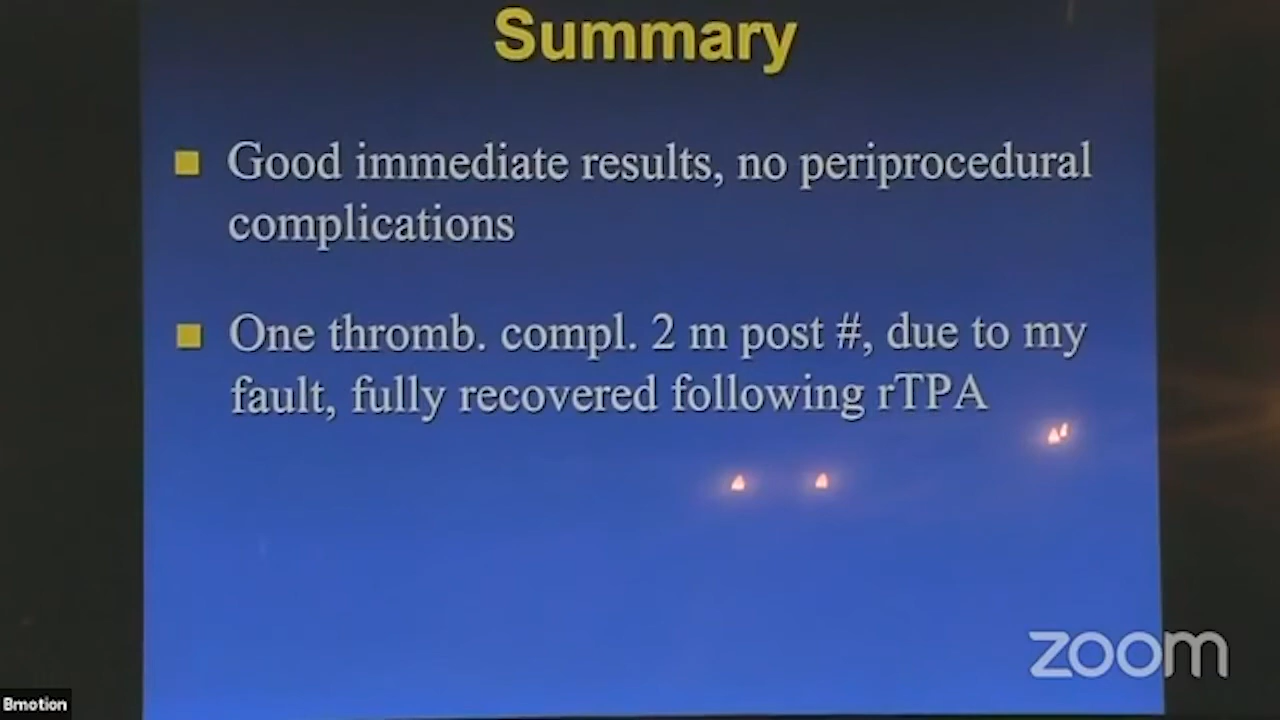 Summary
Good immediate results, no periprocedural
complications
One thromb. compl. 2 m post #, due to my
fault, fully recovered following rTPA
zoom
Bmotion